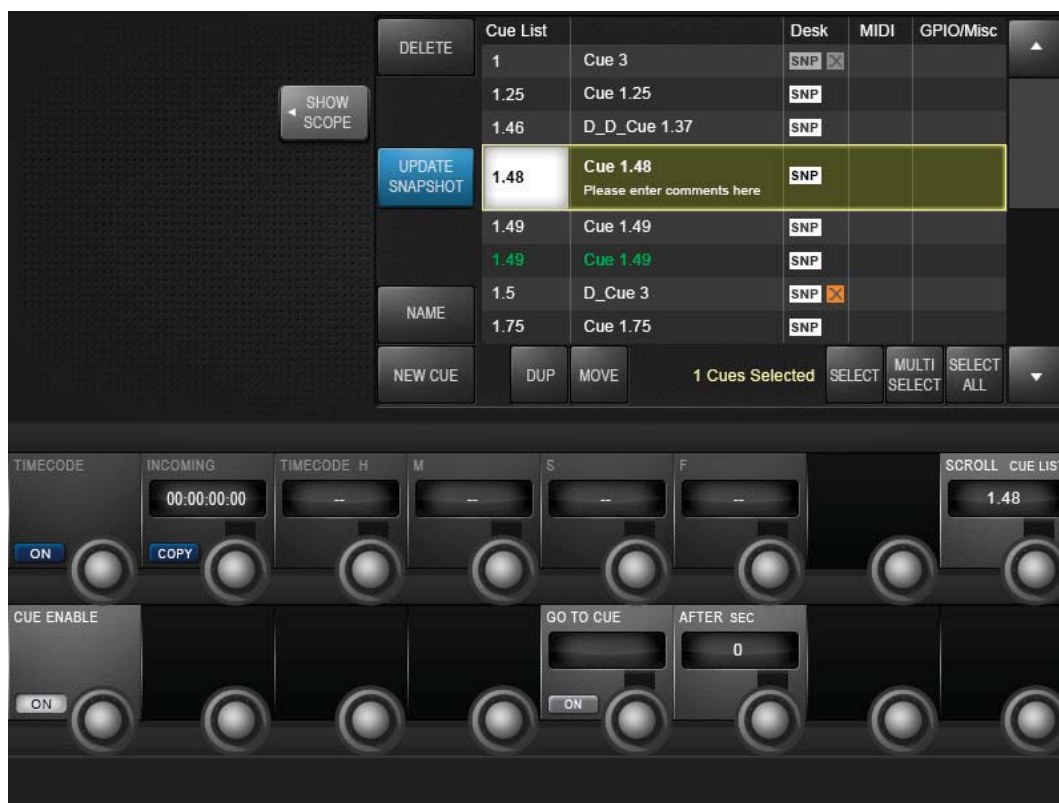 DELETE
Cue List Desk MIDI GPIO/Misc
1 Cue 3 SNP X
SHOW
SCOPE
1.25 Cue 1.25 SNP
1.46 D_D_Cue 1.37 SNP
UPDATE
SNAPSHOT
1.48 Cue 1.48 SNP
Please enter comments here
1.49 Cue 1.49 SNP
1.49 Cue 1.49 SNP
NAME
1.5 D_Cue 3 SNP X
1.75 Cue 1.75 SNP
NEW CUE DUP MOVE 1 Cues Selected SELECT
MULTI
SELECT
SELECT
ALL
TIMECODE INCOMING TIMECODE H M S F SCROLL CUE LIS
00:00:00:00 -- -- -- -- 1.48
ON COPY
CUE ENABLE GO TO CUE AFTER SEC
0
ON ON